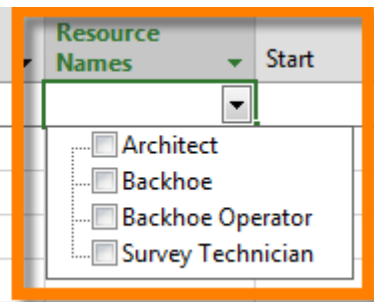 Resource
Names Start
Architect
Backhoe
Backhoe Operator
Survey Technician